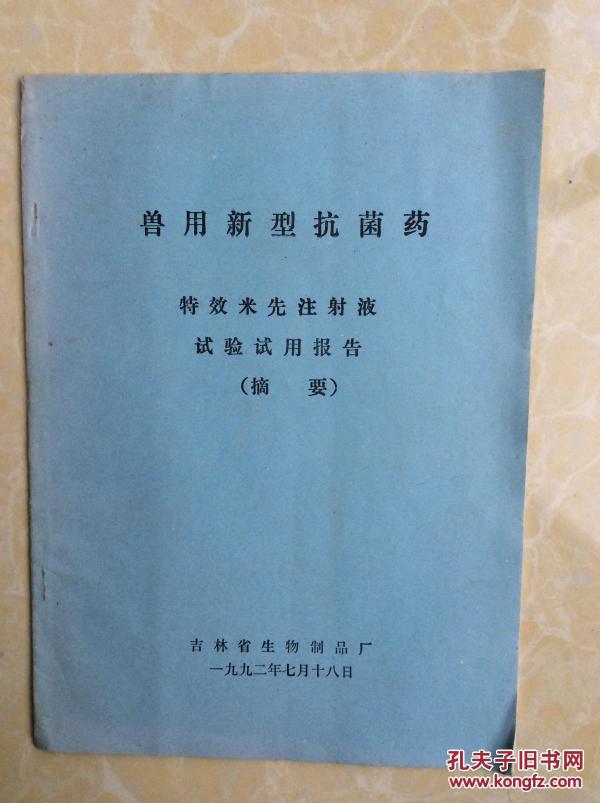 兽用新型抗菌药
特效米先注射液
试验试用报告
(摘 要)
吉林省生物制品厂
一九九二年七月十八日
孔夫子旧书网
www.kongfz.com